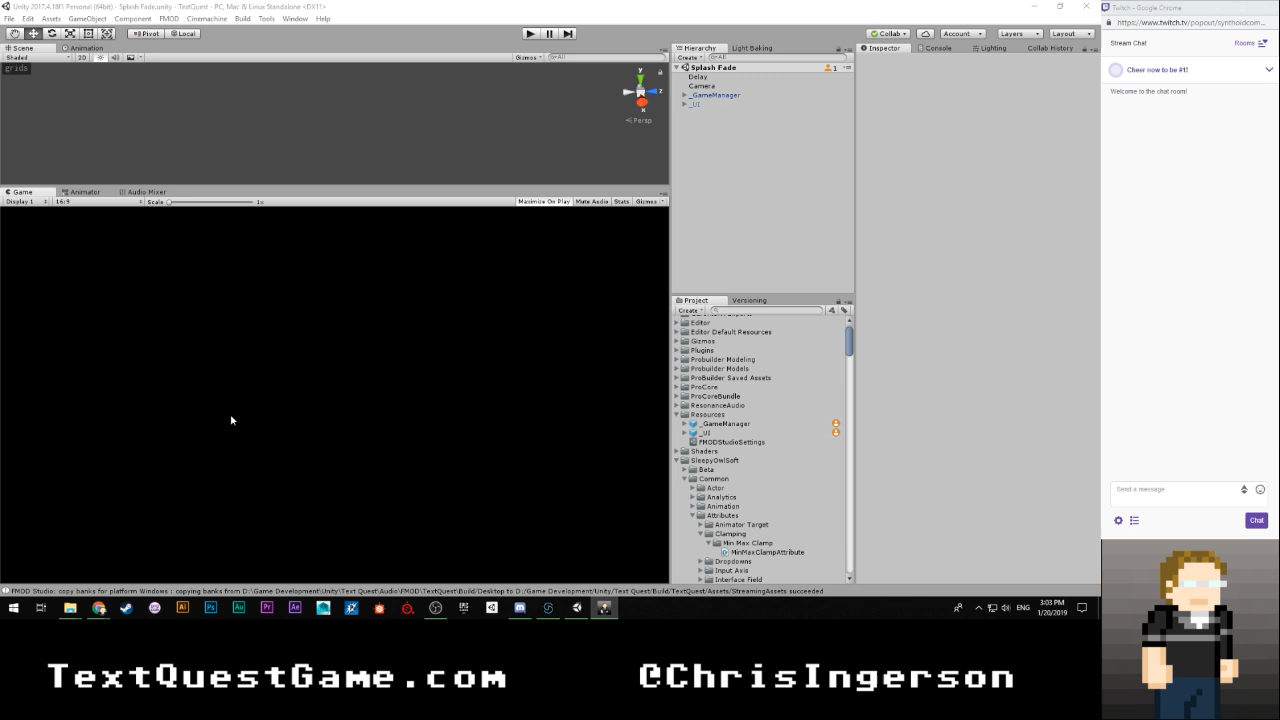 Unity 2017.4.18f1 Personal (64bit) - Splash Fade.unity - TextQuest - PC, Mac & Linux Standalone <DX11>
File Edit Assets GameObject Component FMOD Cinemachine Build Tools Window Help
Pivot Local Collab Account Layers Layout
Scene Animation
Shaded 2D Gizmos All
grids
y
z
x
Persp
Game Animator Audio Mixer
Display 1 16:9 Scale 1x Maximize On Play Mute Audio Stats Gizmos
Hierarchy Light Baking
Create All
Splash Fade 1
Delay
Camera
_GameManager
_UI
Project Versioning
Create
Editor
Editor Default Resources
Gizmos
Plugins
Probuilder Modeling
Probuilder Models
ProBuilder Saved Assets
ProCore
ProCoreBundle
ResonanceAudio
Resources
_GameManager
_UI
FMODStudioSettings
Shaders
SleepyOwlSoft
Beta
Common
Actor
Analytics
Animation
Attributes
Animator Target
Clamping
Min Max Clamp
MinMaxClampAttribute
Dropdowns
Input Axis
Interface Field
Inspector Console Lighting Collab History
FMOD Studio: copy banks for platform Windows : copying banks from D:\Game Development\Unity\Text Quest\Audio\FMOD\TextQuest\Build\Desktop to D:/Game Development/Unity/Text Quest/Build/TextQuest/Assets/StreamingAssets succeeded
Ai Ps Au Pr Ae
ENG 3:03 PM
1/20/2019
Twitch - Google Chrome
https://www.twitch.tv/popout/synthoidcom...
Stream Chat Rooms
Cheer now to be #1!
Welcome to the chat room!
Send a message
Chat
TextQuestGame.com @ChrisIngerson